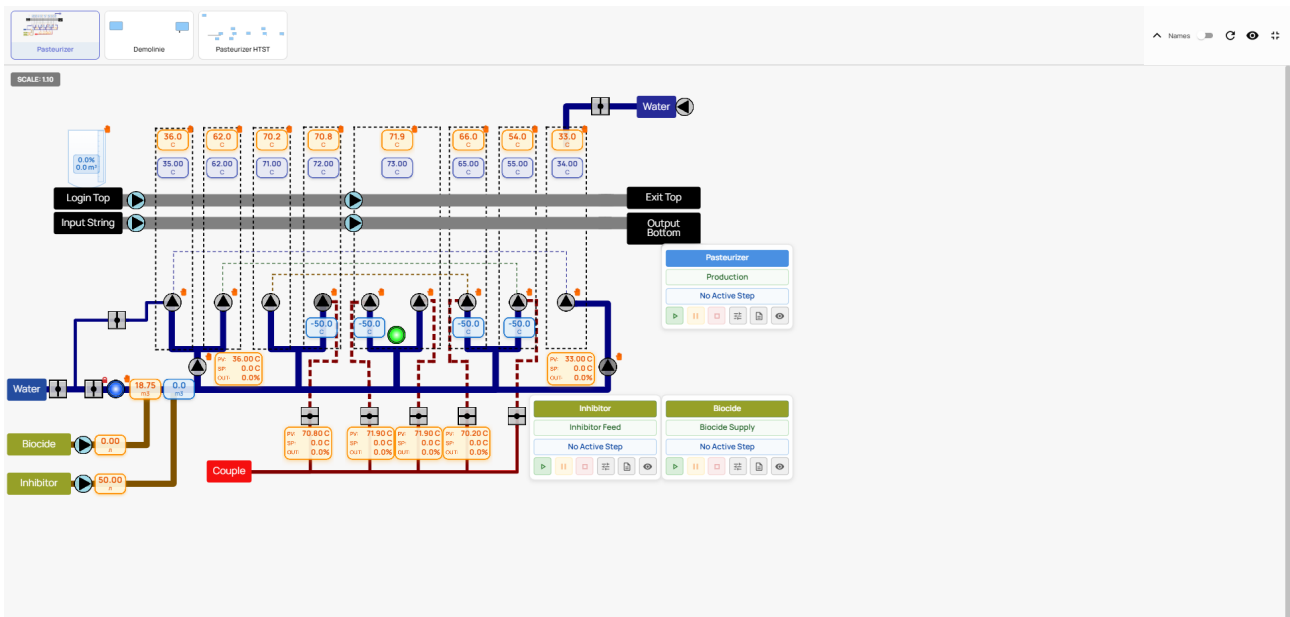 Pasteurizer
Demolinie
Pasteurizer HTST
Names
SCALE: 1.10
Water
36.0
C
62.0
C
70.2
C
70.8
C
71.9
C
66.0
C
54.0
C
33.0
C
0.0%
0.0 m³
35.00
C
62.00
C
71.00
C
72.00
C
73.00
C
65.00
C
55.00
C
34.00
C
Login Top
Exit Top
Input String
Output
Bottom
Pasteurizer
Production
No Active Step
-50.0
C
-50.0
C
-50.0
C
-50.0
C
PV: 36.00 C
SP: 0.0 C
OUT: 0.0%
PV: 33.00 C
SP: 0.0 C
OUT: 0.0%
Water
18.75
m3
0.0
m3
Inhibitor
Inhibitor Feed
No Active Step
Biocide
Biocide Supply
No Active Step
Biocide
0.00
PV: 70.80 C
SP: 0.0 C
OUT: 0.0%
PV: 71.90 C
SP: 0.0 C
OUT: 0.0%
PV: 71.90 C
SP: 0.0 C
OUT: 0.0%
PV: 70.20 C
SP: 0.0 C
OUT: 0.0%
Couple
Inhibitor
50.00